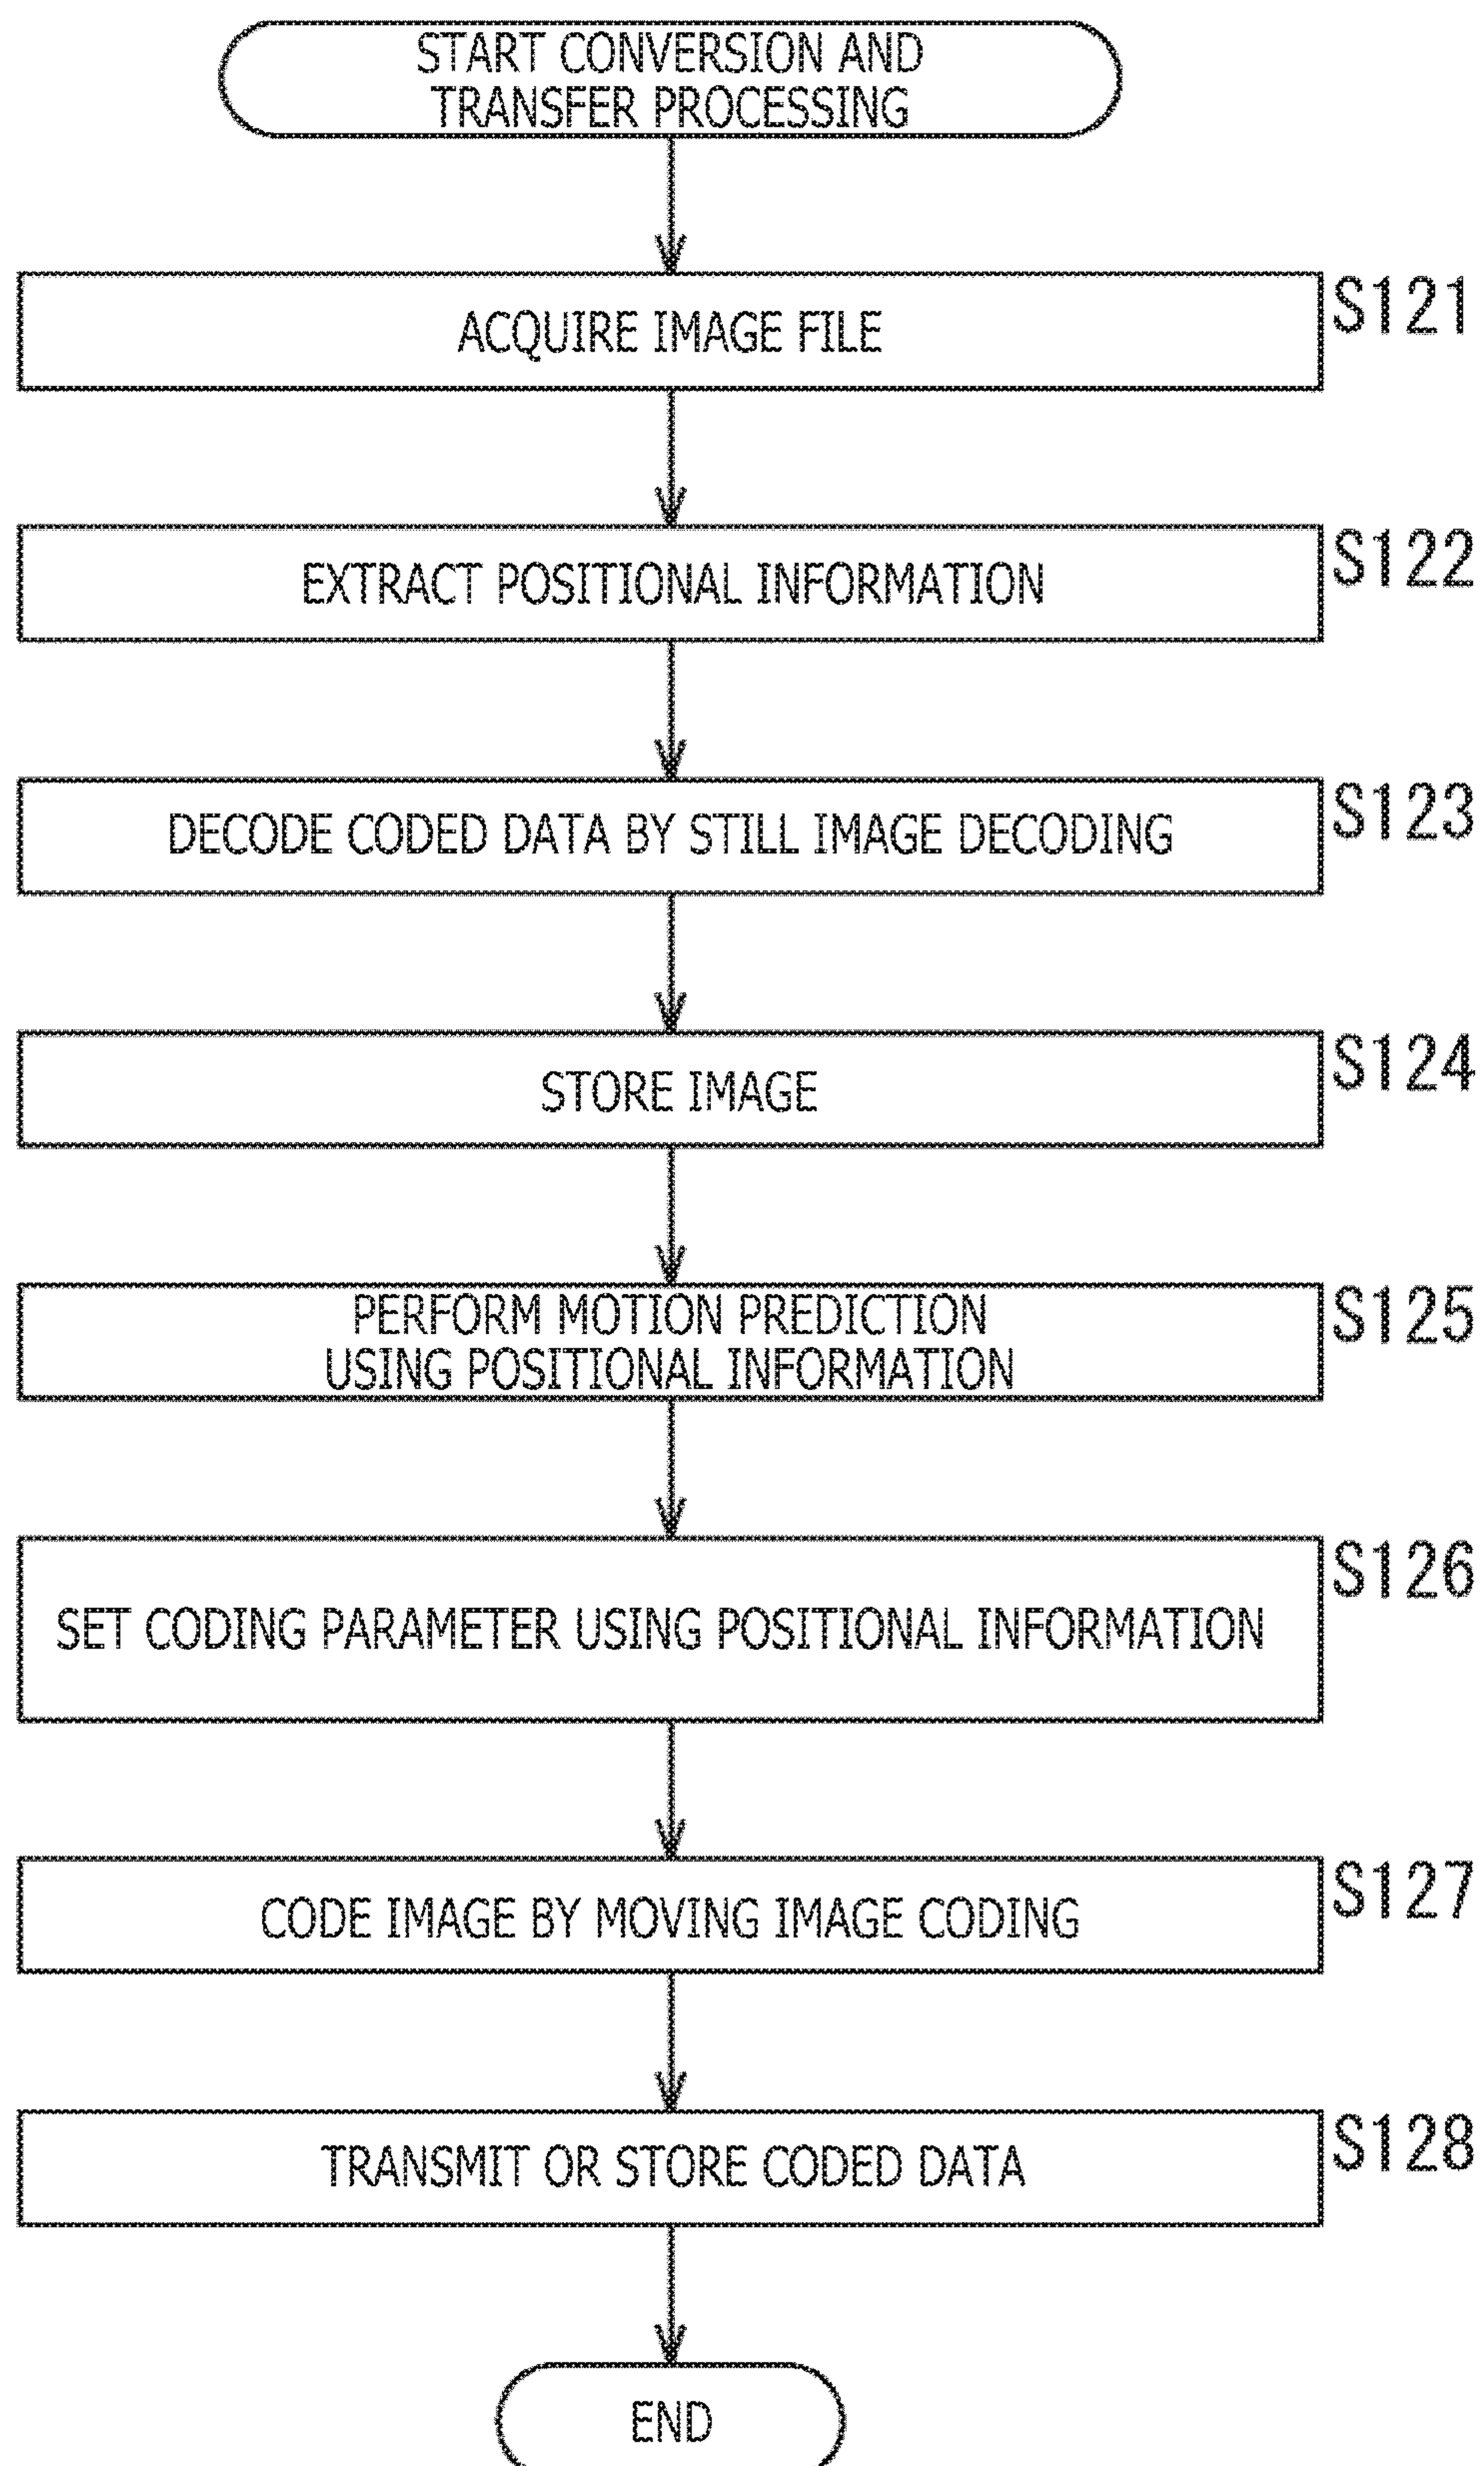 START CONVERSION AND
TRANSFER PROCESSING
ACQUIRE IMAGE FILE
S121
EXTRACT POSITIONAL INFORMATION
S122
DECODE CODED DATA BY STILL IMAGE DECODING
S123
STORE IMAGE
S124
PERFORM MOTION PREDICTION
USING POSITIONAL INFORMATION
S125
SET CODING PARAMETER USING POSITIONAL INFORMATION
S126
CODE IMAGE BY MOVING IMAGE CODING
S127
TRANSMIT OR STORE CODED DATA
S128
END